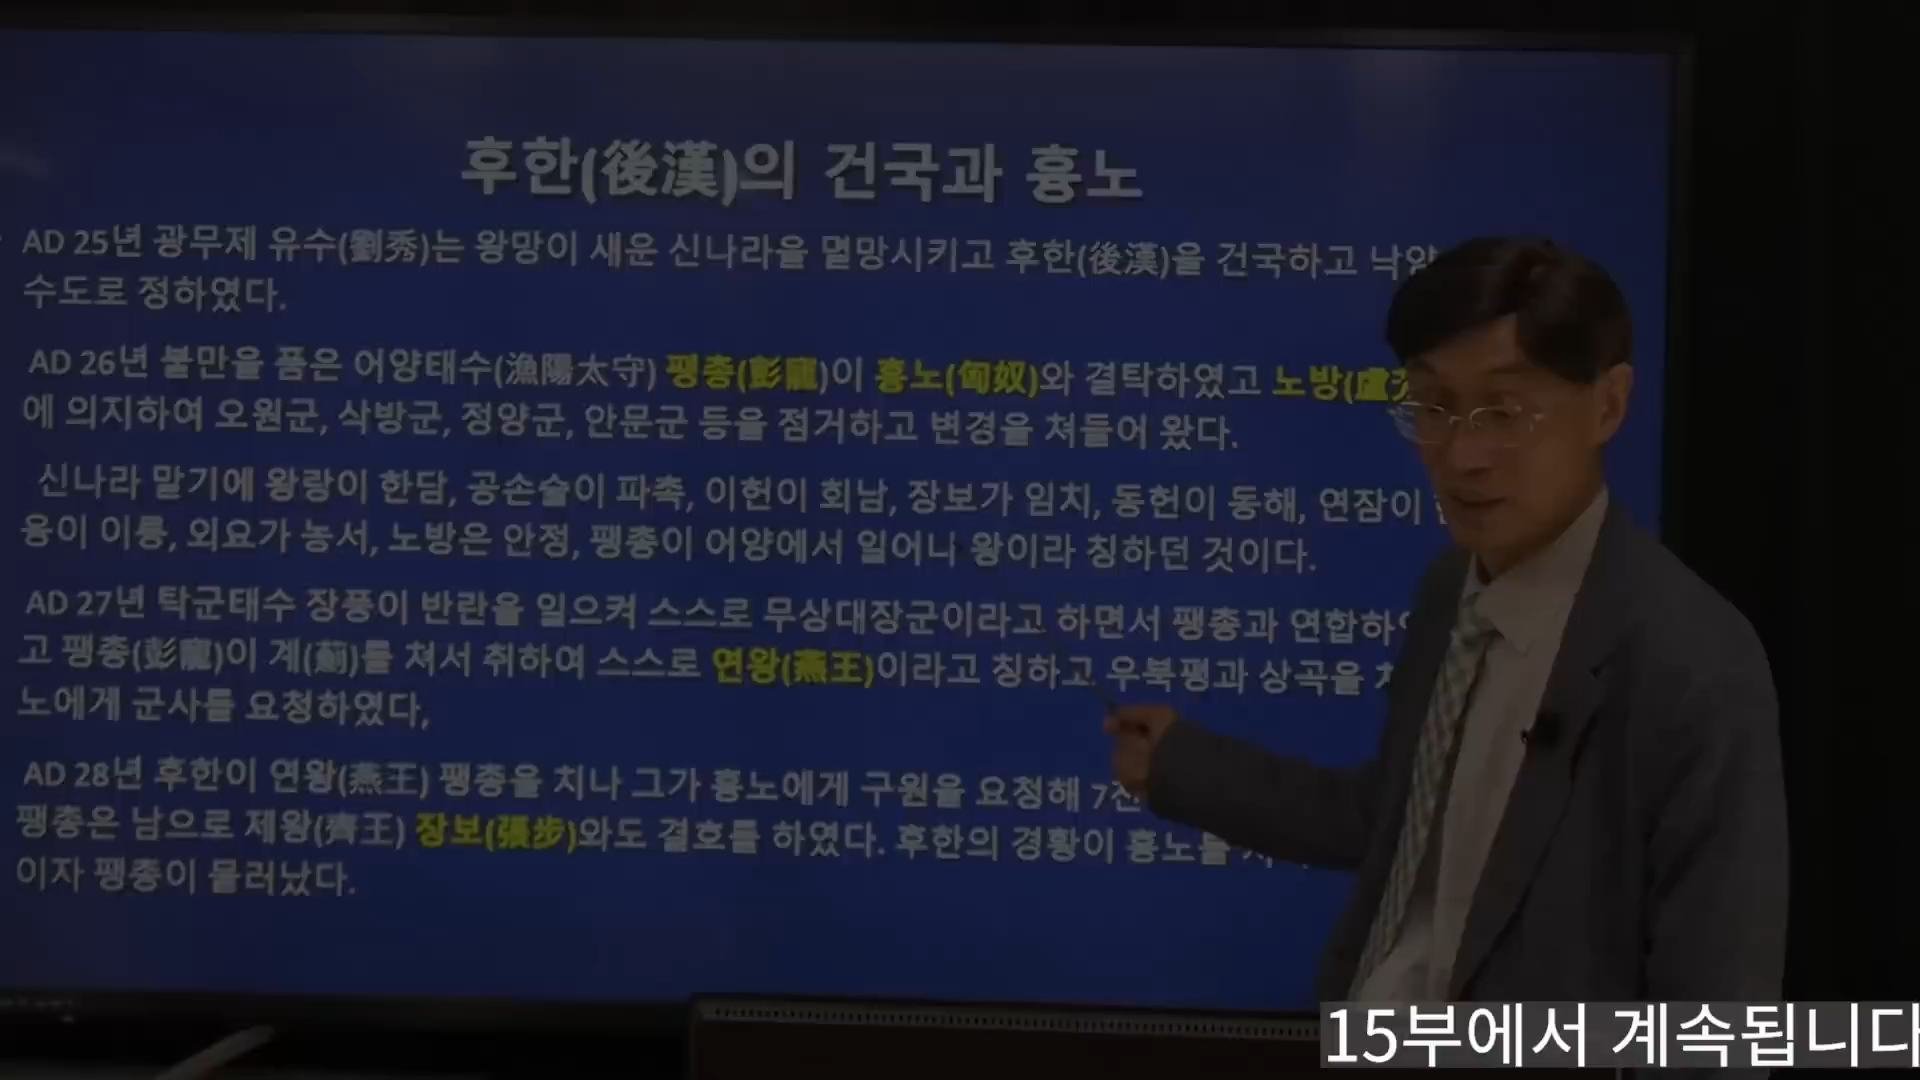 후한(後漢)의 건국과 흉노
AD 25년 광무제 유수(劉秀)는 왕망이 세운 신나라을 멸망시키고 후한(後漢)을 건국하고
수도로 정하였다.
AD 26년 불만을 품은 어양태수(漁陽太守) 팽총(彭寵)이 흉노(匈奴)와 결탁하였고 노방(盧
에 의지하여 오원군, 삭방군, 정양군, 안문군 등을 점거하고 변경을 쳐들어 왔다.
신나라 말기에 왕랑이 한담, 공손술이 파촉, 이헌이 회남, 장보가 임치, 동헌이 동해, 연잠이
융이 이릉, 외요가 농서, 노방은 안정, 팽총이 어양에서 일어나 왕이라 칭하던 것이다.
AD 27년 탁군태수 장풍이 반란을 일으켜 스스로 무상대장군이라고 하면서 팽총과 연합하
고 팽총(彭寵)이 계(薊)를 쳐서 취하여 스스로 연왕(燕王)이라고 칭하고 우북평과 상곡을
노에게 군사를 요청하였다,
AD 28년 후한이 연왕(燕王) 팽총을 치나 그가 흉노에게 구원을 요청해
팽총은 남으로 제왕(齊王) 장보(張步)와도 결호를 하였다. 후한의 경황이 흉노를
이자 팽총이 물러났다.
15부에서 계속됩니다